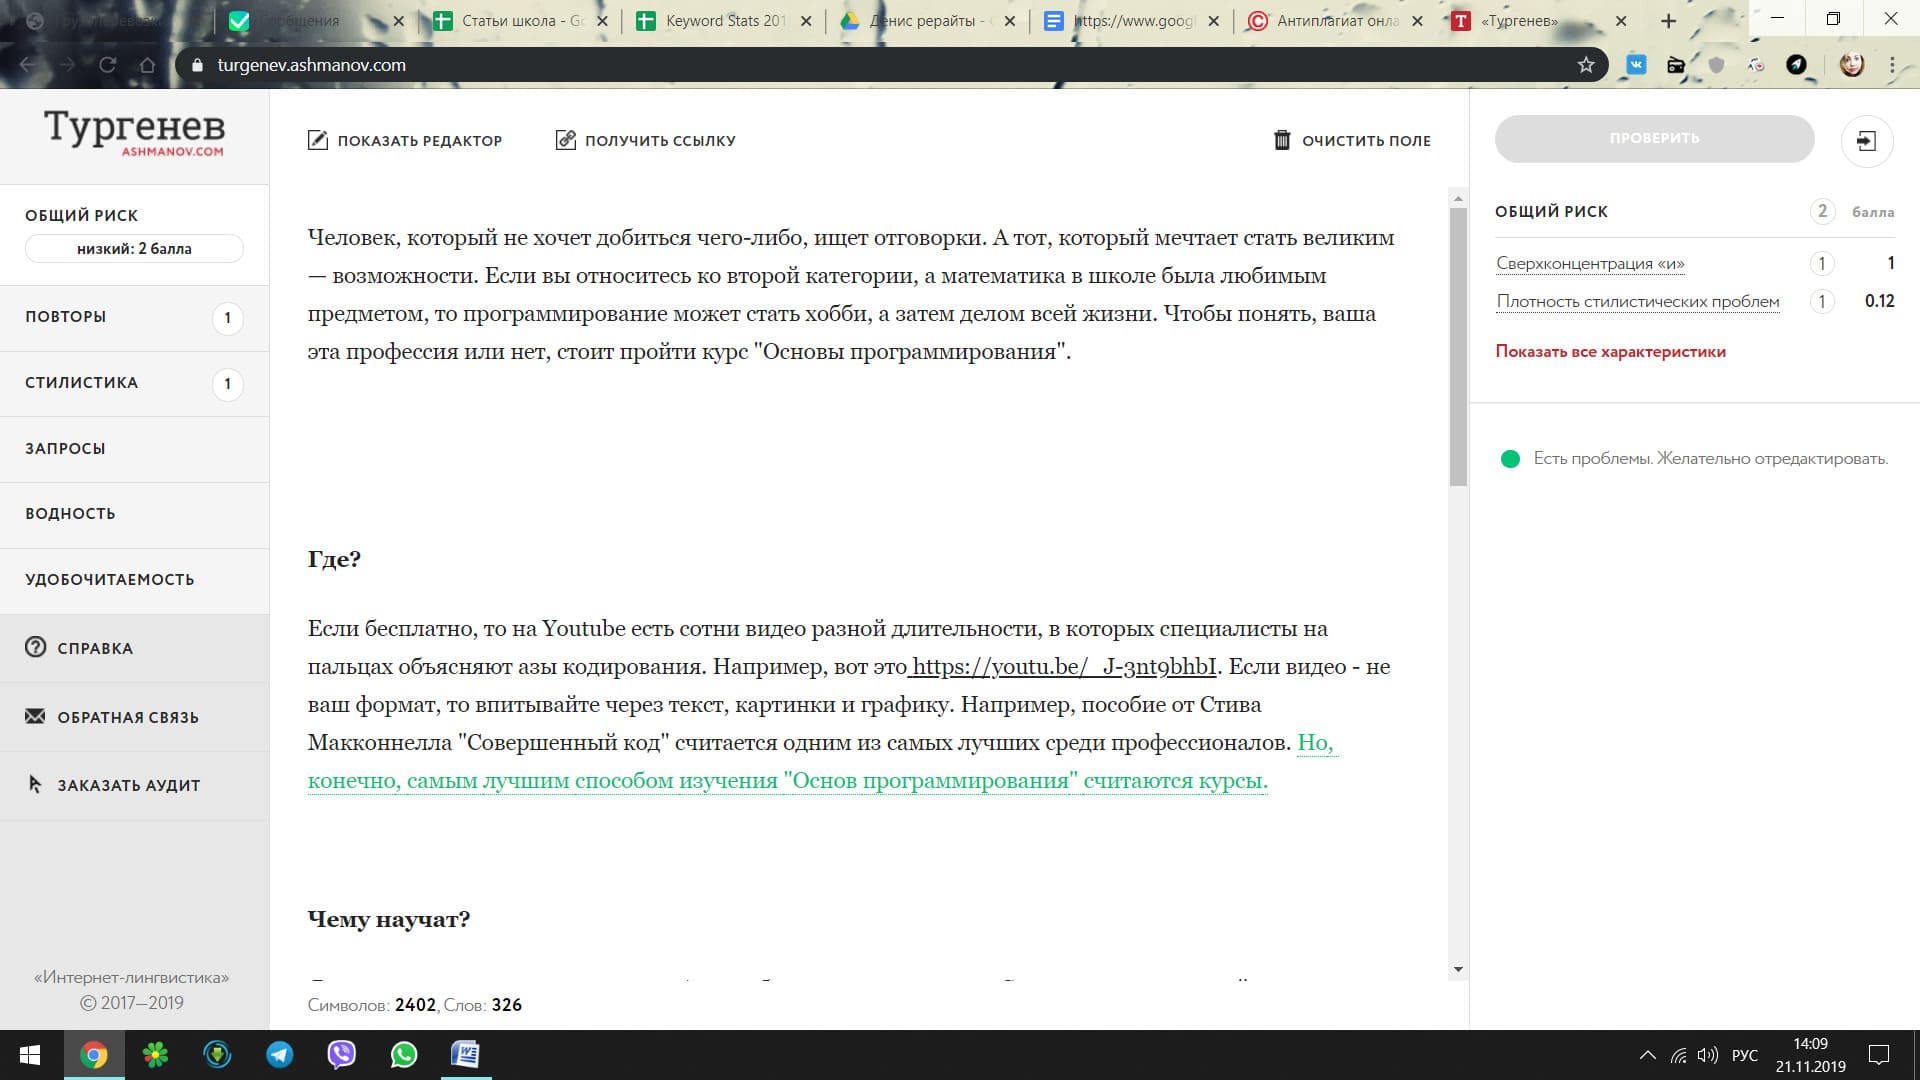 Сообщения
Статьи школа - Go
Keyword Stats 201
Денис рерайты -
https://www.googl
Антиплагиат онла
«Тургенев»
turgenev.ashmanov.com
Тургенев
ASHMANOV.COM
ОБЩИЙ РИСК
низкий: 2 балла
ПОВТОРЫ 1
СТИЛИСТИКА 1
ЗАПРОСЫ
ВОДНОСТЬ
УДОБОЧИТАЕМОСТЬ
СПРАВКА
ОБРАТНАЯ СВЯЗЬ
ЗАКАЗАТЬ АУДИТ
«Интернет-лингвистика»
© 2017—2019
ПОКАЗАТЬ РЕДАКТОР ПОЛУЧИТЬ ССЫЛКУ ОЧИСТИТЬ ПОЛЕ
Человек, который не хочет добиться чего-либо, ищет отговорки. А тот, который мечтает стать великим
— возможности. Если вы относитесь ко второй категории, а математика в школе была любимым
предметом, то программирование может стать хобби, а затем делом всей жизни. Чтобы понять, ваша
эта профессия или нет, стоит пройти курс "Основы программирования".
Где?
Если бесплатно, то на Youtube есть сотни видео разной длительности, в которых специалисты на
пальцах объясняют азы кодирования. Например, вот это https://youtu.be/_J-3nt9bhbI. Если видео - не
ваш формат, то впитывайте через текст, картинки и графику. Например, пособие от Стива
Макконнелла "Совершенный код" считается одним из самых лучших среди профессионалов. Но,
конечно, самым лучшим способом изучения "Основ программирования" считаются курсы.
Чему научат?
Символов: 2402, Слов: 326
ПРОВЕРИТЬ
ОБЩИЙ РИСК 2 балла
Сверхконцентрация «и» 1 1
Плотность стилистических проблем 1 0.12
Показать все характеристики
Есть проблемы. Желательно отредактировать.
РУС
14:09
21.11.2019